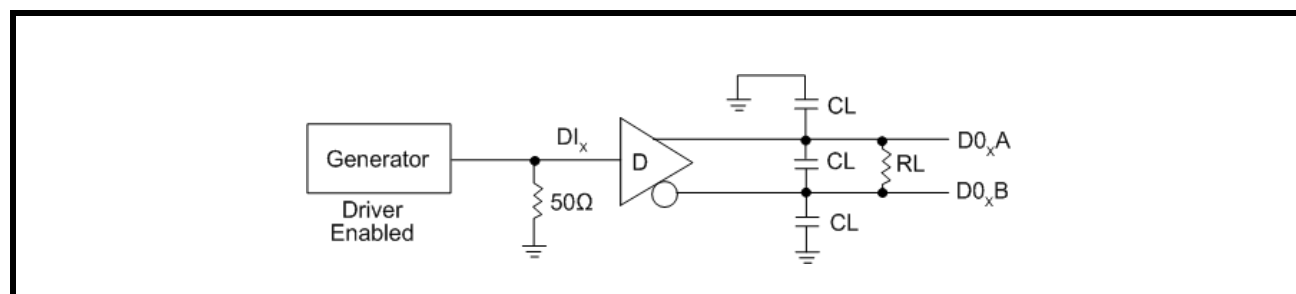 CL
DIₓ
D0ₓA
Generator
D
CL
RL
50Ω
D0ₓB
Driver
Enabled
CL